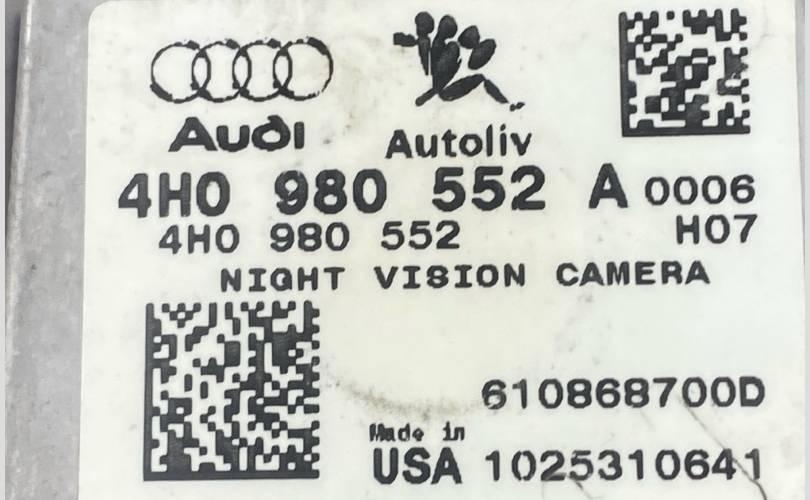 Audi
Autoliv
4H0 980 552 A 0006
4H0 980 552 H07
NIGHT VISION CAMERA
610868700D
Made in
USA 1025310641